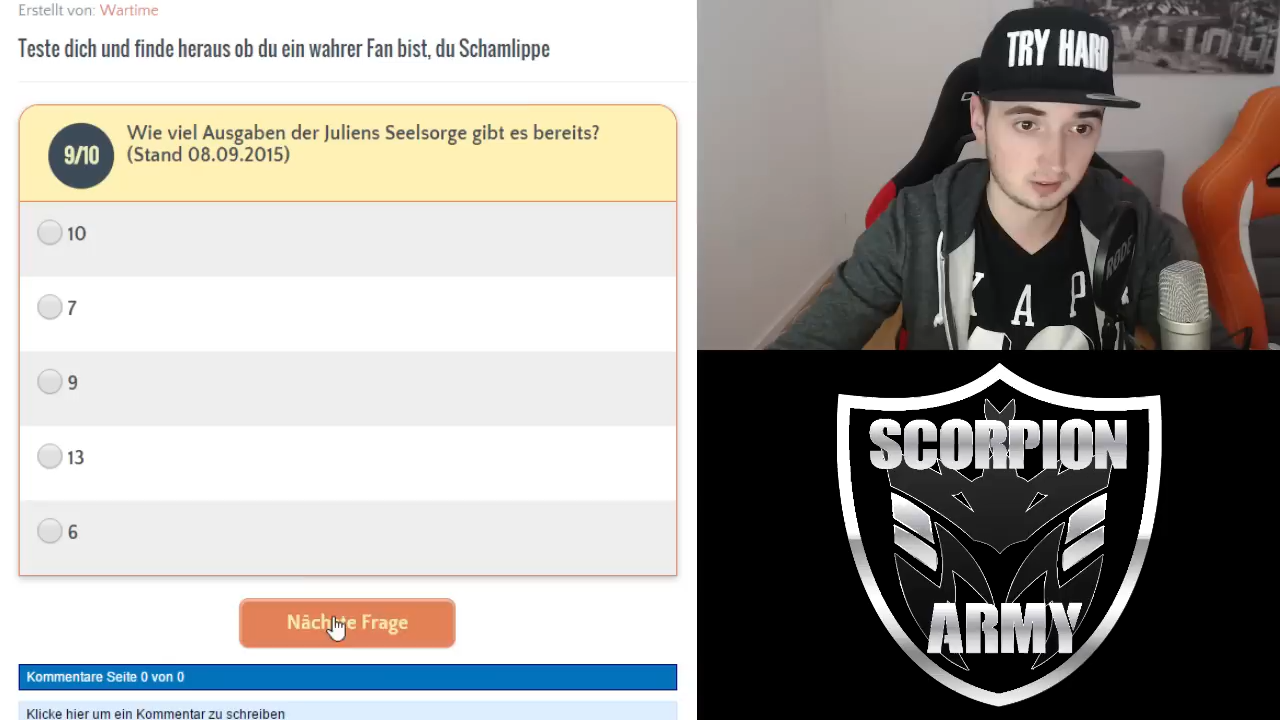 Erstellt von: Wartime
Teste dich und finde heraus ob du ein wahrer Fan bist, du Schamlippe
9/10
Wie viel Ausgaben der Juliens Seelsorge gibt es bereits?
(Stand 08.09.2015)
10
7
9
13
6
Nächste Frage
Kommentare Seite 0 von 0
Klicke hier um ein Kommentar zu schreiben
TRY HARD
RODE
KAP
SCORPION
ARMY